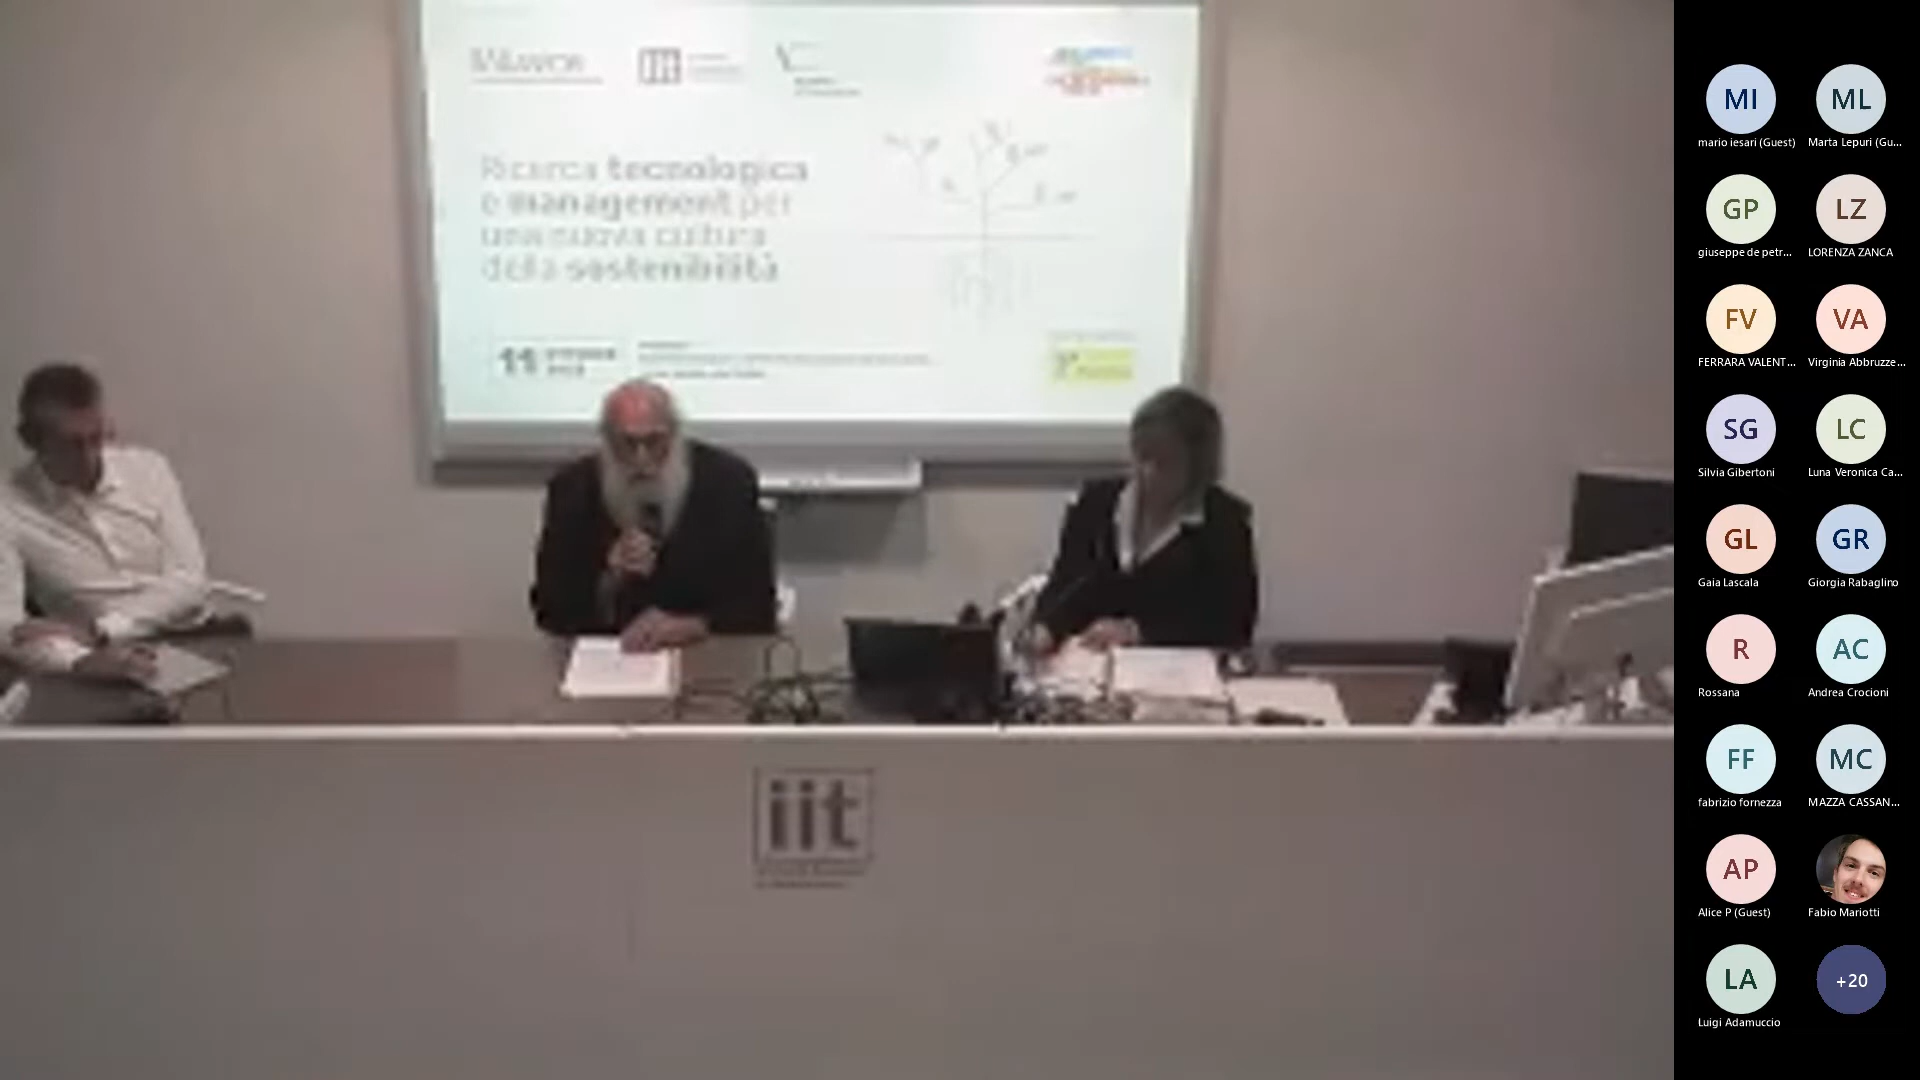 Ricerca tecnologica
e management per
una nuova cultura
della sostenibilità
11
iit
MI
ML
mario iesari (Guest)
Marta Lepuri (Gu...
GP
LZ
giuseppe de petr...
LORENZA ZANCA
FV
VA
FERRARA VALENT...
Virginia Abbruzze...
SG
LC
Silvia Gibertoni
Luna Veronica Ca...
GL
GR
Gaia Lascala
Giorgia Rabaglino
R
AC
Rossana
Andrea Crocioni
FF
MC
fabrizio fornezza
MAZZA CASSAN...
AP
Alice P (Guest)
Fabio Mariotti
LA
+20
Luigi Adamuccio